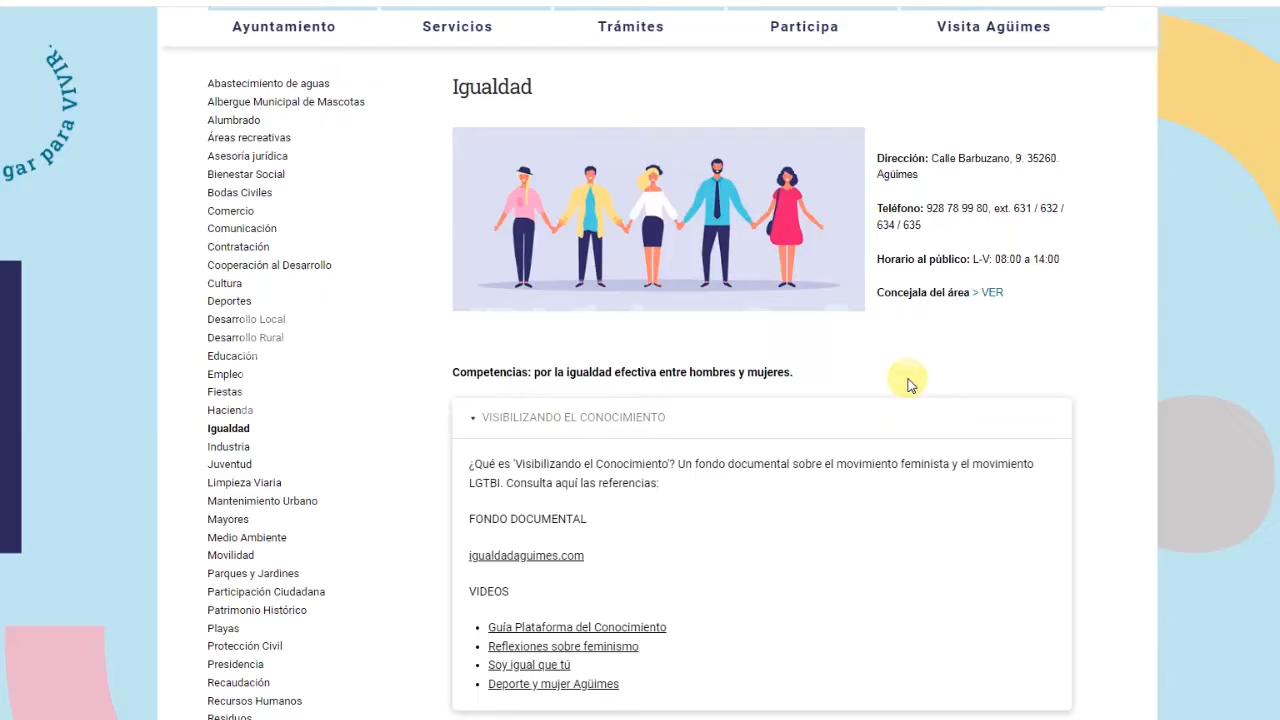 Ayuntamiento
Servicios
Trámites
Participa
Visita Agüimes
gar para VIVIR.
Abastecimiento de aguas
Albergue Municipal de Mascotas
Alumbrado
Áreas recreativas
Asesoría jurídica
Bienestar Social
Bodas Civiles
Comercio
Comunicación
Contratación
Cooperación al Desarrollo
Cultura
Deportes
Desarrollo Local
Desarrollo Rural
Educación
Empleo
Fiestas
Hacienda
Igualdad
Industria
Juventud
Limpieza Viaria
Mantenimiento Urbano
Mayores
Medio Ambiente
Movilidad
Parques y Jardines
Participación Ciudadana
Patrimonio Histórico
Playas
Protección Civil
Presidencia
Recaudación
Recursos Humanos
Residuos
Igualdad
Dirección: Calle Barbuzano, 9. 35260.
Agüimes
Teléfono: 928 78 99 80, ext. 631 / 632 /
634 / 635
Horario al público: L-V: 08:00 a 14:00
Concejala del área > VER
Competencias: por la igualdad efectiva entre hombres y mujeres.
VISIBILIZANDO EL CONOCIMIENTO
¿Qué es 'Visibilizando el Conocimiento'? Un fondo documental sobre el movimiento feminista y el movimiento
LGTBI. Consulta aquí las referencias:
FONDO DOCUMENTAL
igualdadaguimes.com
VIDEOS
• Guía Plataforma del Conocimiento
• Reflexiones sobre feminismo
• Soy igual que tú
• Deporte y mujer Agüimes